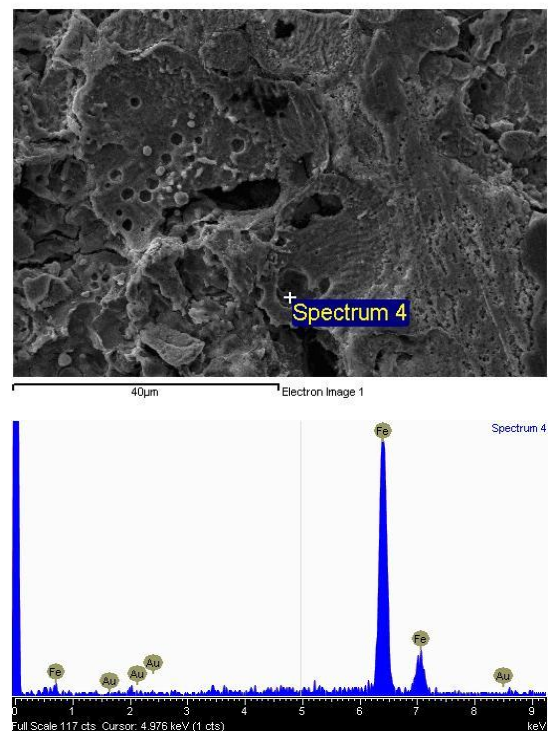 Spectrum 4
40µm
Electron Image 1
Spectrum 4
Fe
Fe
Fe
Au
Au
Au
Au
0 1 2 3 4 5 6 7 8 9
Full Scale 117 cts Cursor: 4.976 keV (1 cts) keV